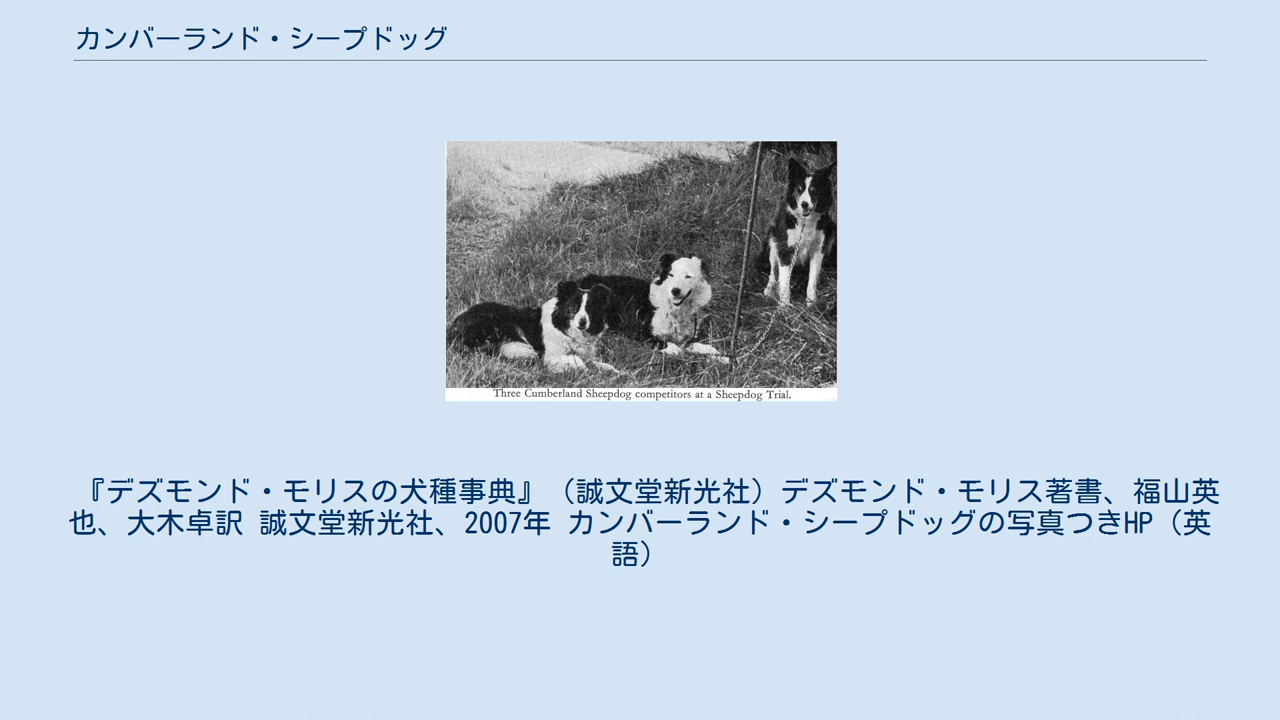 カンバーランド・シープドッグ
Three Cumberland Sheepdog competitors at a Sheepdog Trial.
『デズモンド・モリスの犬種事典』（誠文堂新光社）デズモンド・モリス著書、福山英
也、大木卓訳 誠文堂新光社、2007年 カンバーランド・シープドッグの写真つきHP（英
語）